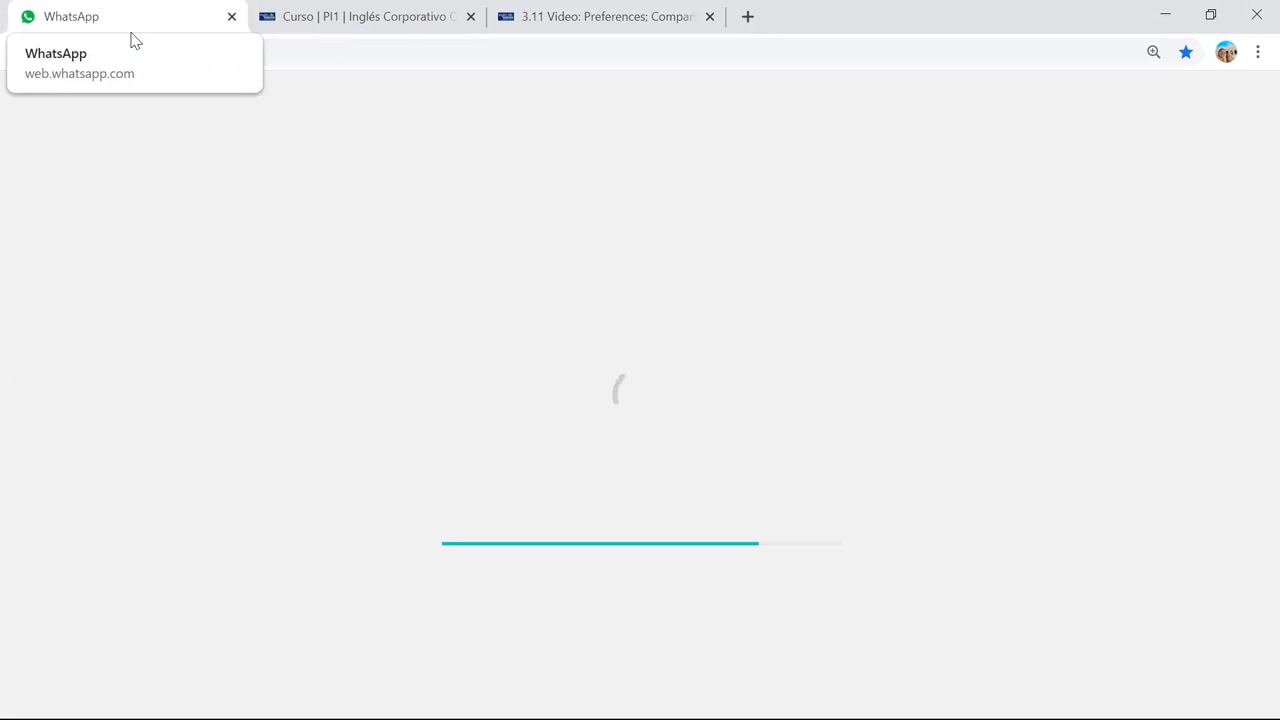 WhatsApp
Curso | PI1 | Inglés Corporativo C
3.11 Video: Preferences; Compar
WhatsApp
web.whatsapp.com